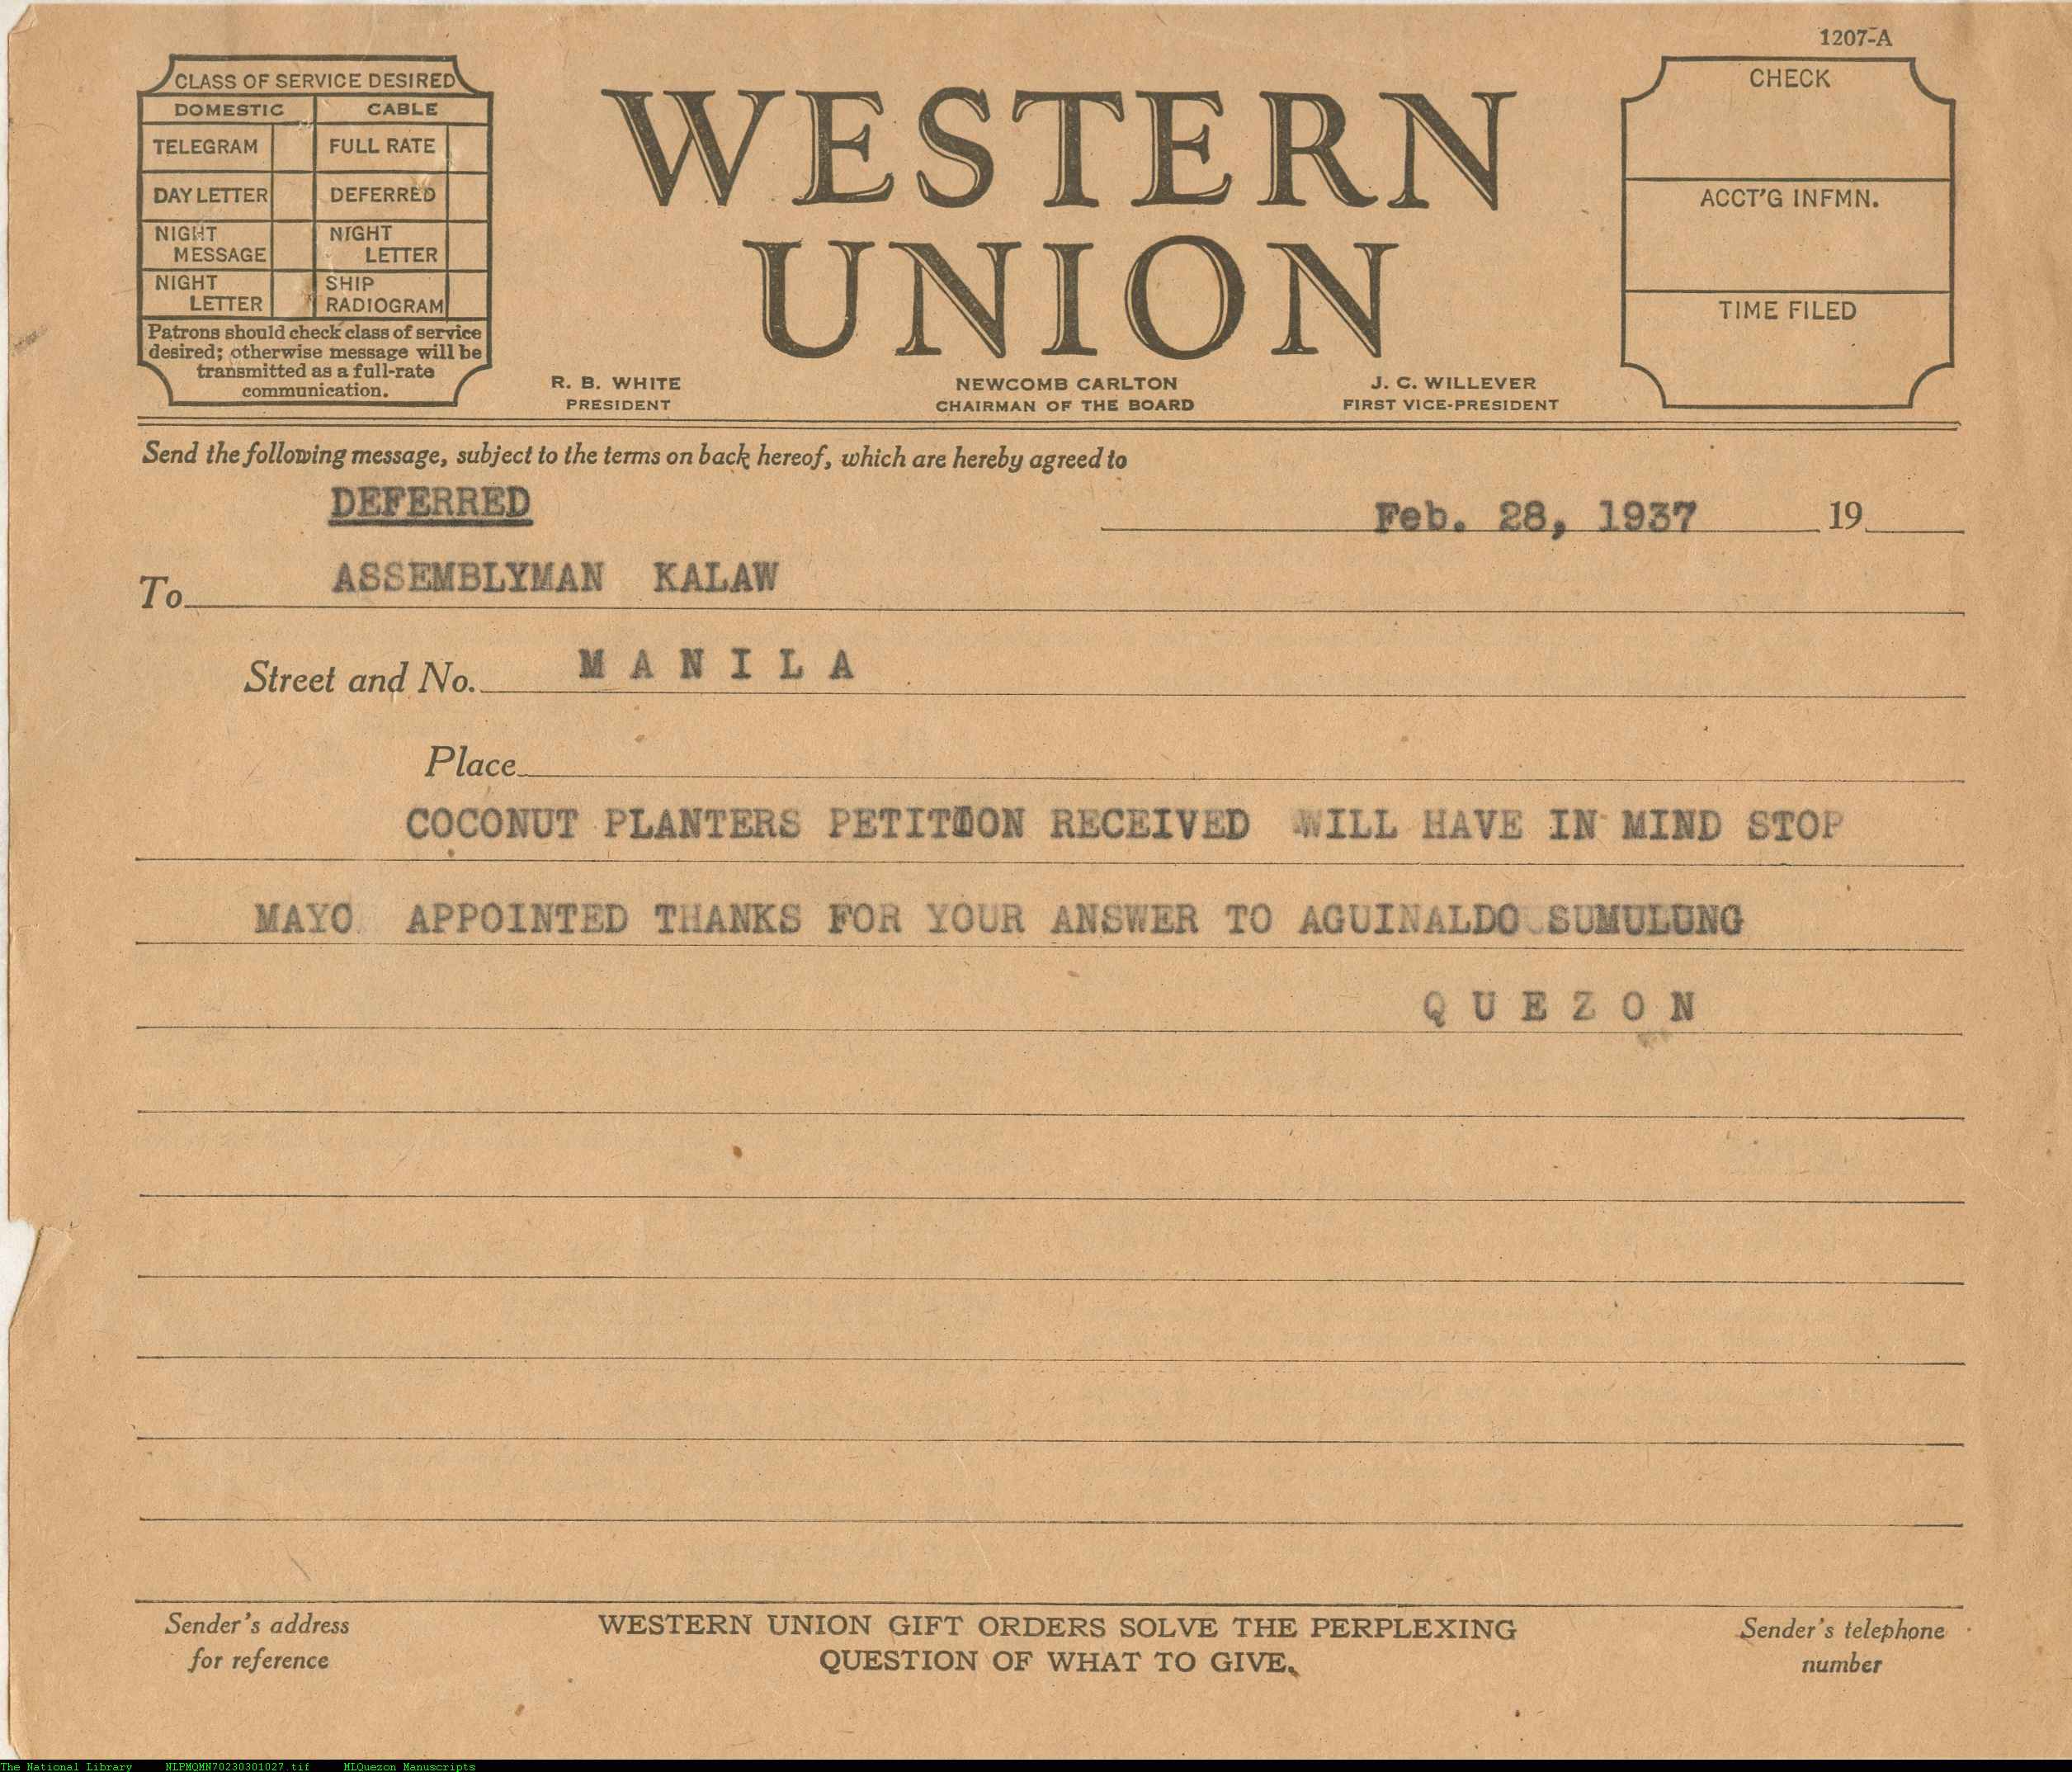 1207-A
CLASS OF SERVICE DESIRED
DOMESTIC CABLE
TELEGRAM FULL RATE
DAY LETTER DEFERRED
NIGHT MESSAGE NIGHT LETTER
NIGHT LETTER SHIP RADIOGRAM
Patrons should check class of service
desired; otherwise message will be
transmitted as a full-rate
communication.
WESTERN
UNION
R. B. WHITE
PRESIDENT
NEWCOMB CARLTON
CHAIRMAN OF THE BOARD
J. C. WILLEVER
FIRST VICE-PRESIDENT
CHECK
ACCT'G INFMN.
TIME FILED
Send the following message, subject to the terms on back hereof, which are hereby agreed to
DEFERRED
Feb. 28, 1937 19
To ASSEMBLYMAN KALAW
Street and No. M A N I L A
Place
COCONUT PLANTERS PETITION RECEIVED WILL HAVE IN MIND STOP
MAYO APPOINTED THANKS FOR YOUR ANSWER TO AGUINALDO SUMULUNG
Q U E Z O N
Sender's address
for reference
WESTERN UNION GIFT ORDERS SOLVE THE PERPLEXING
QUESTION OF WHAT TO GIVE.
Sender's telephone
number
The National Library NLPMQMN70230301027.tif MLQuezon Manuscripts